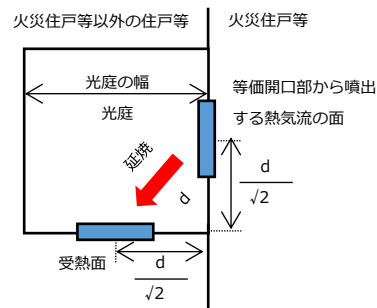 火災住戸等以外の住戸等
火災住戸等
光庭の幅
光庭
等価開口部から噴出
する熱気流の面
延焼
d
d
√2
受熱面
d
√2